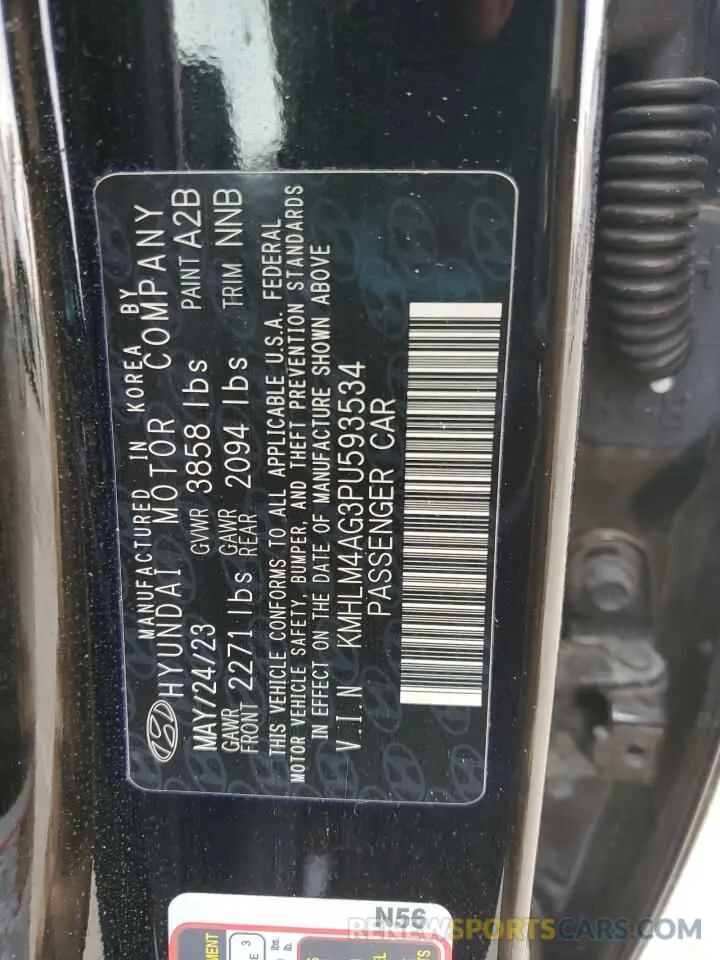 MANUFACTURED IN KOREA BY
HYUNDAI MOTOR COMPANY
MAY/24/23 GVWR 3858 lbs PAINT A2B
GAWR FRONT 2271 lbs GAWR REAR 2094 lbs TRIM NNB
THIS VEHICLE CONFORMS TO ALL APPLICABLE U.S.A. FEDERAL
MOTOR VEHICLE SAFETY, BUMPER, AND THEFT PREVENTION STANDARDS
IN EFFECT ON THE DATE OF MANUFACTURE SHOWN ABOVE
V.I.N KMHLM4AG3PU593534
PASSENGER CAR
N56
RENEWSPORTSCARS.COM